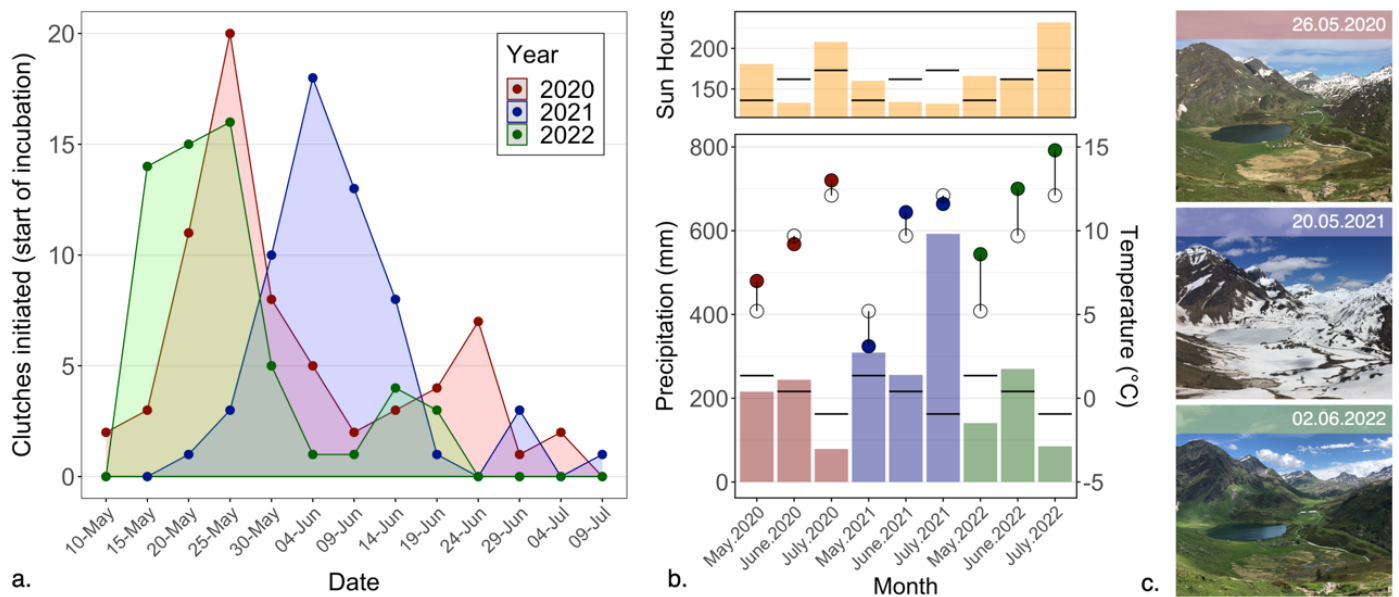 Clutches initiated (start of incubation)
20
15
10
5
0
Year
2020
2021
2022
10-May
15-May
20-May
25-May
30-May
04-Jun
09-Jun
14-Jun
19-Jun
24-Jun
29-Jun
04-Jul
09-Jul
Date
a.
Sun Hours
200
150
Precipitation (mm)
800
600
400
200
0
15
10
5
0
-5
Temperature (°C)
May.2020
June.2020
July.2020
May.2021
June.2021
July.2021
May.2022
June.2022
July.2022
Month
b.
26.05.2020
20.05.2021
02.06.2022
c.